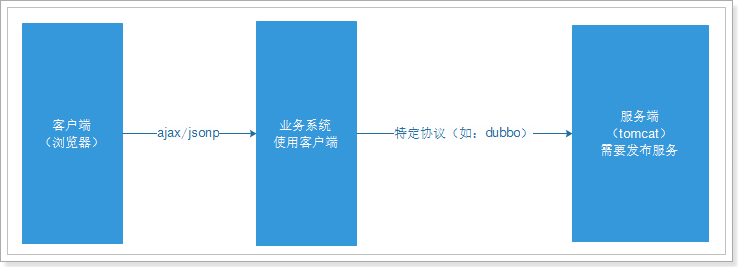 客户端
（浏览器）
ajax/jsonp
业务系统
使用客户端
特定协议（如：dubbo）
服务端
（tomcat）
需要发布服务